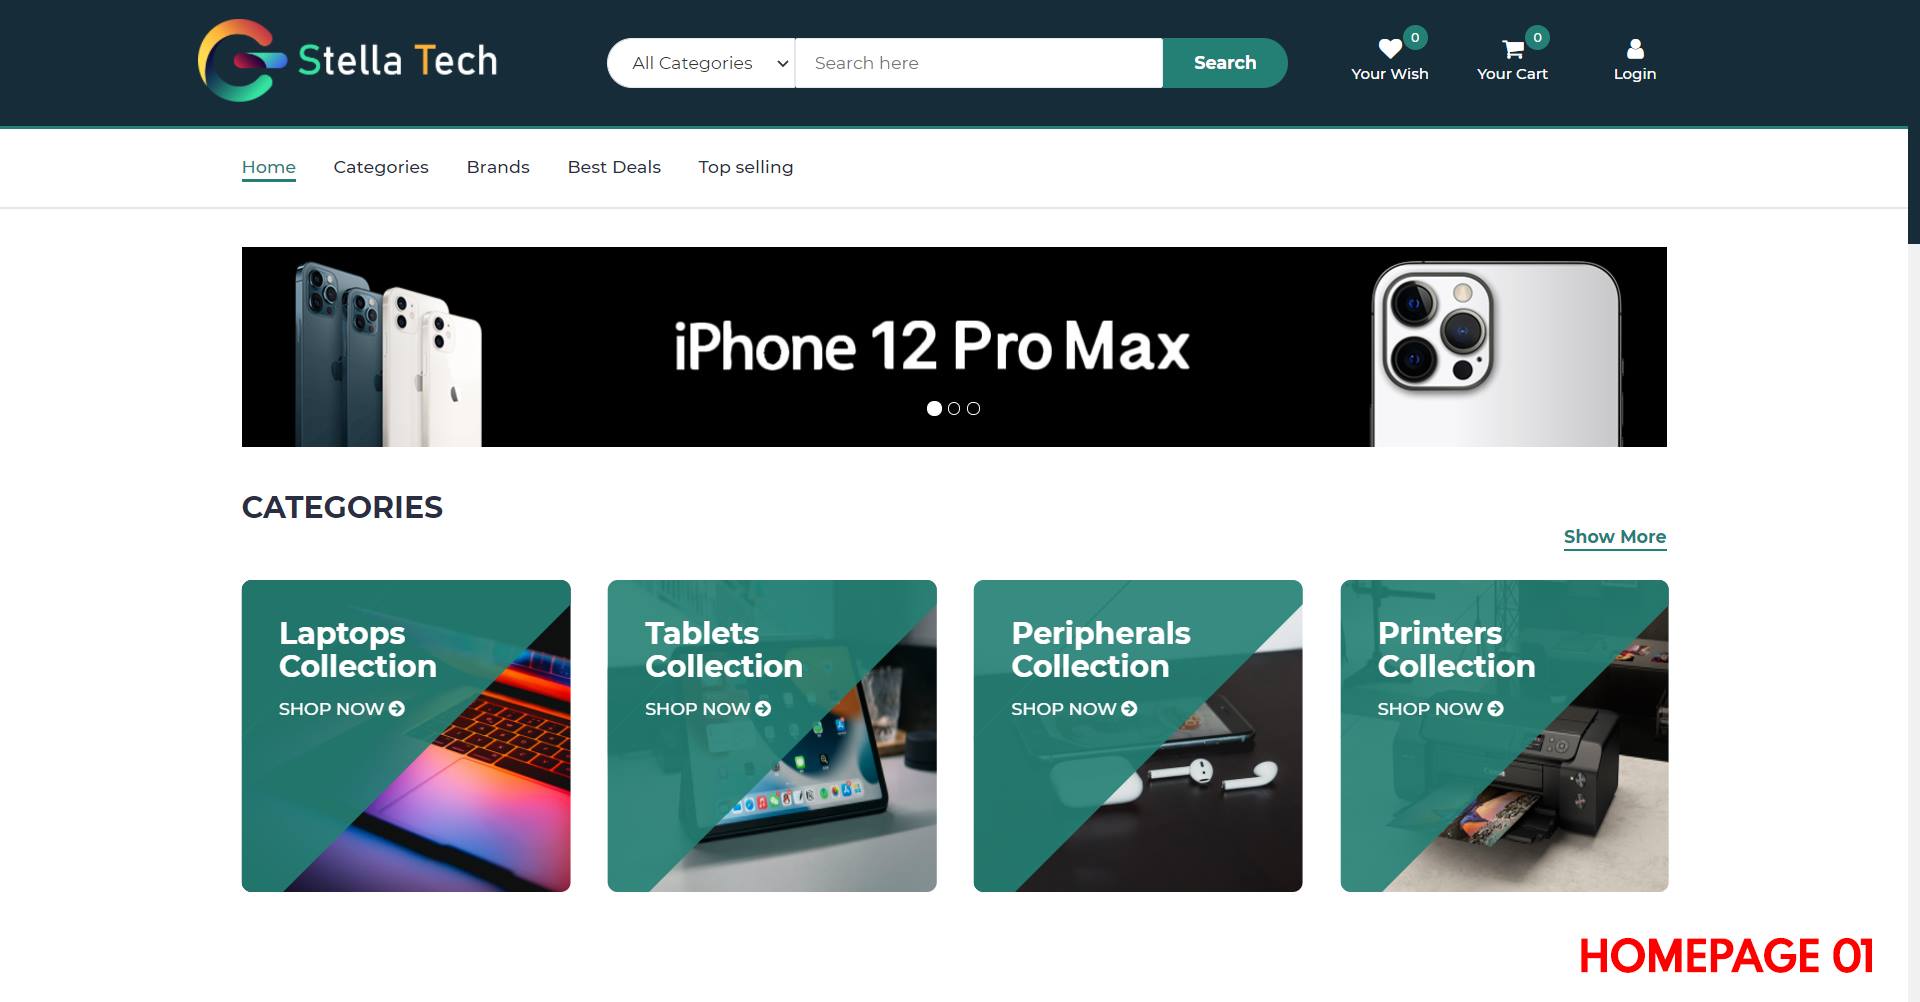 Stella Tech
All Categories
Search here
Search
0
Your Wish
0
Your Cart
Login
Home
Categories
Brands
Best Deals
Top selling
iPhone 12 Pro Max
CATEGORIES
Show More
Laptops
Collection
SHOP NOW
Tablets
Collection
SHOP NOW
Peripherals
Collection
SHOP NOW
Printers
Collection
SHOP NOW
HOMEPAGE 01